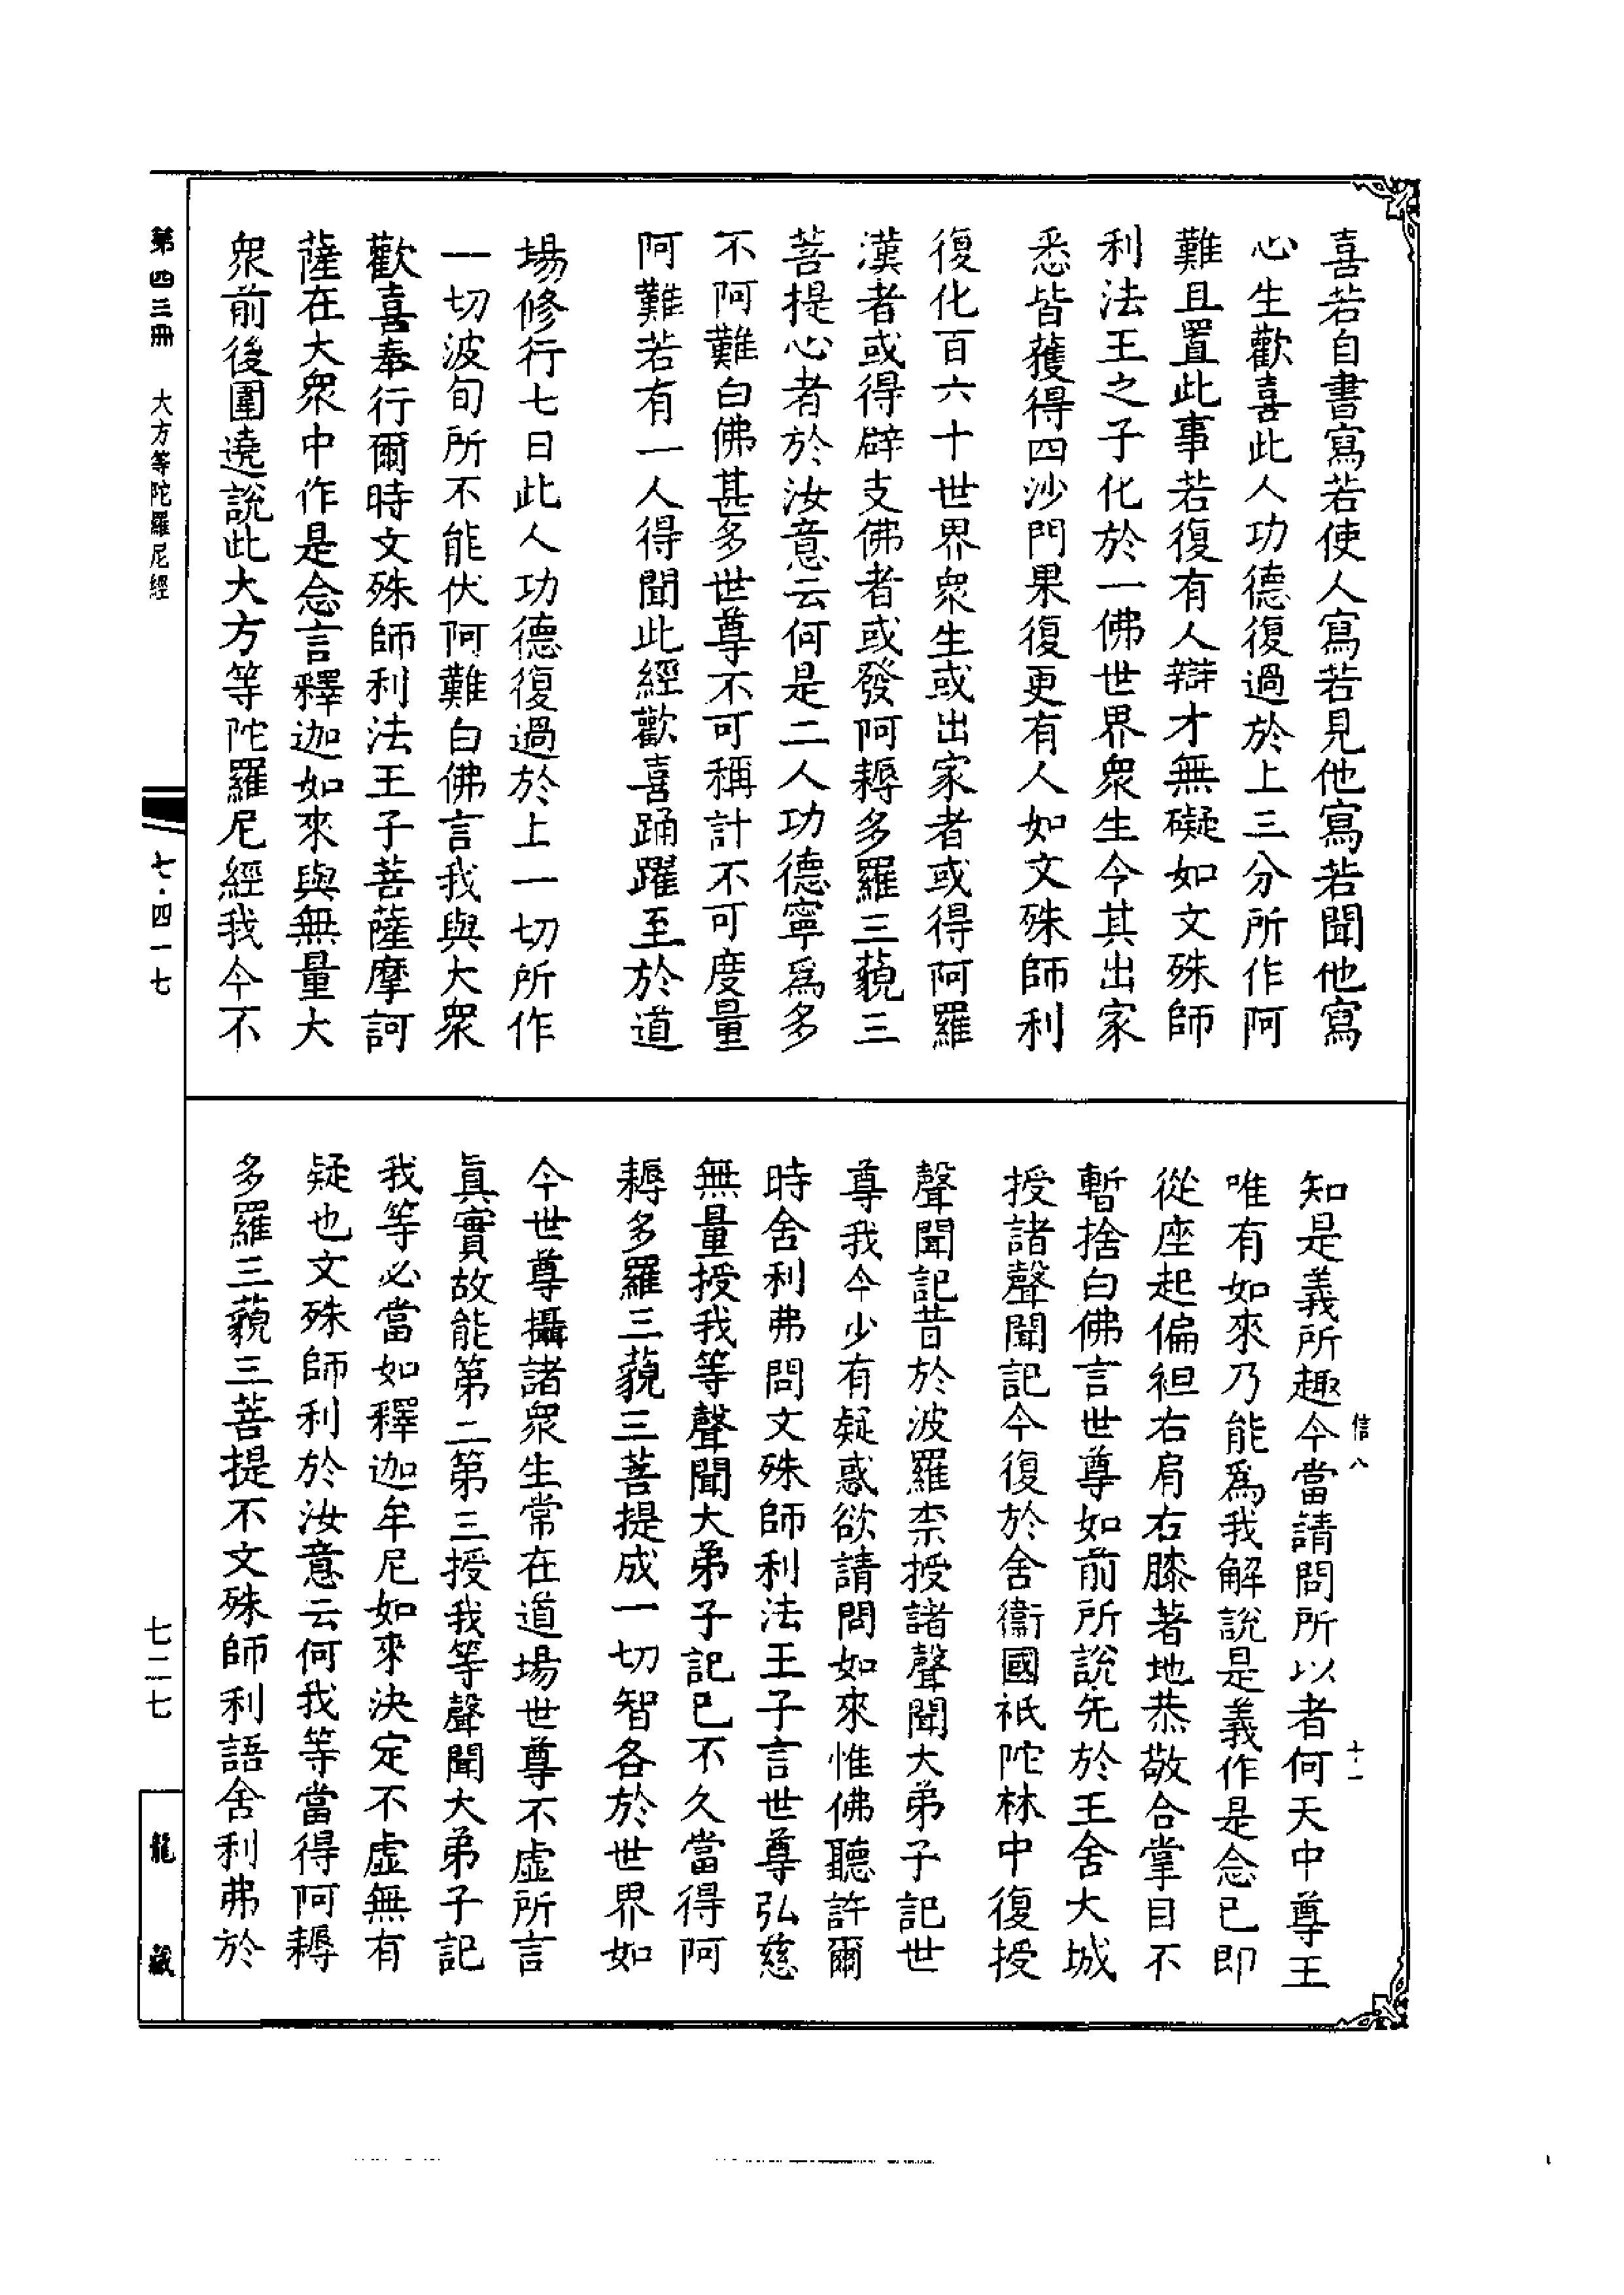 喜若自書寫若使人寫若見他寫若聞他寫
心生歡喜此人功德復過於上三分所作阿
難且置此事若復有人辯才無礙如文殊師
利法王之子化於一佛世界衆生令其出家
悉皆獲得四沙門果復更有人如文殊師利
復化百六十世界衆生或出家者或得阿羅
漢者或得辟支佛者或發阿耨多羅三藐三
菩提心者於汝意云何是二人功德寧爲多
不阿難白佛甚多世尊不可稱計不可度量
阿難若有一人得聞此經歡喜踊躍至於道
場修行七日此人功德復過於上一切所作
一切波旬所不能伏阿難白佛言我與大衆
歡喜奉行爾時文殊師利法王子菩薩摩訶
薩在大衆中作是念言釋迦如來與無量大
衆前後圍遶說此大方等陀羅尼經我今不
知是義所趣今當請問所以者何天中尊王
唯有如來乃能爲我解說是義作是念已即
從座起偏袒右肩右膝著地恭敬合掌目不
暫捨白佛言世尊如前所說先於王舍大城
授諸聲聞記今復於舍衞國祇陀林中復授
聲聞記昔於波羅柰授諸聲聞大弟子記世
尊我今少有疑惑欲請問如來惟佛聽許爾
時舍利弗問文殊師利法王子言世尊弘慈
無量授我等聲聞大弟子記已不久當得阿
耨多羅三藐三菩提成一切智各於世界如
今世尊攝諸衆生常在道場世尊不虛所言
眞實故能第二第三授我等聲聞大弟子記
我等必當如釋迦牟尼如來決定不虛無有
疑也文殊師利於汝意云何我等當得阿耨
多羅三藐三菩提不文殊師利語舍利弗於
信八
十一
第四三冊 大方等陀羅尼經
七·四一七
七二七
龍藏